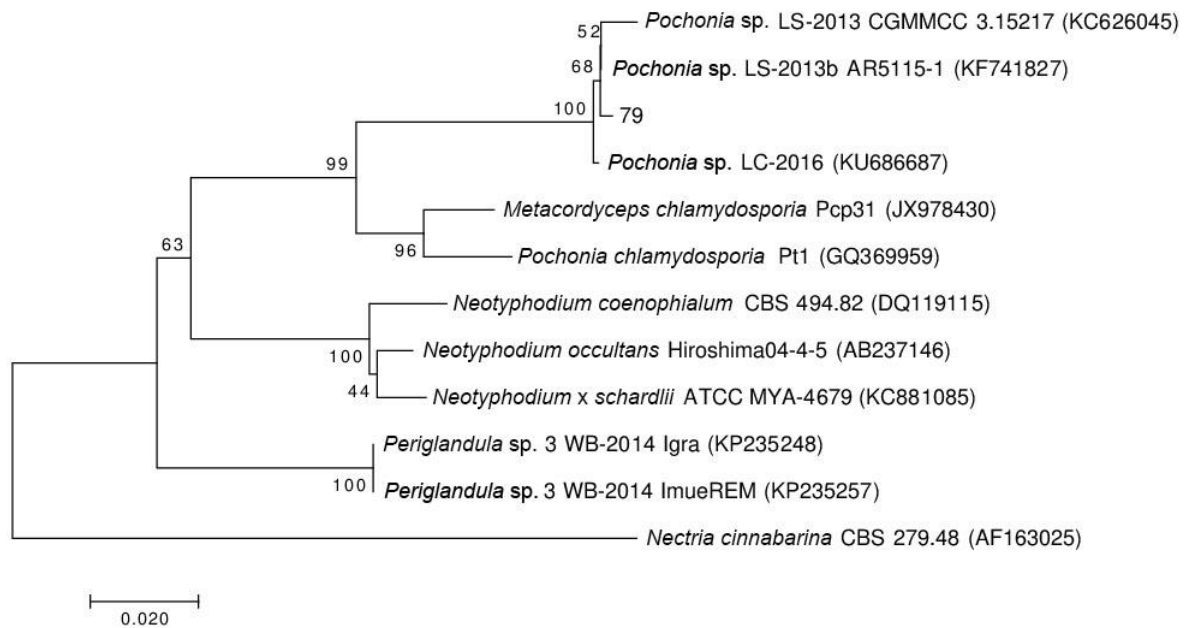 Pochonia sp. LS-2013 CGMMCC 3.15217 (KC626045)
52
68
Pochonia sp. LS-2013b AR5115-1 (KF741827)
100
79
Pochonia sp. LC-2016 (KU686687)
99
Metacordyceps chlamydosporia Pcp31 (JX978430)
63
96
Pochonia chlamydosporia Pt1 (GQ369959)
Neotyphodium coenophialum CBS 494.82 (DQ119115)
100
Neotyphodium occultans Hiroshima04-4-5 (AB237146)
44
Neotyphodium x schardlii ATCC MYA-4679 (KC881085)
Periglandula sp. 3 WB-2014 Igra (KP235248)
100
Periglandula sp. 3 WB-2014 ImueREM (KP235257)
Nectria cinnabarina CBS 279.48 (AF163025)
0.020